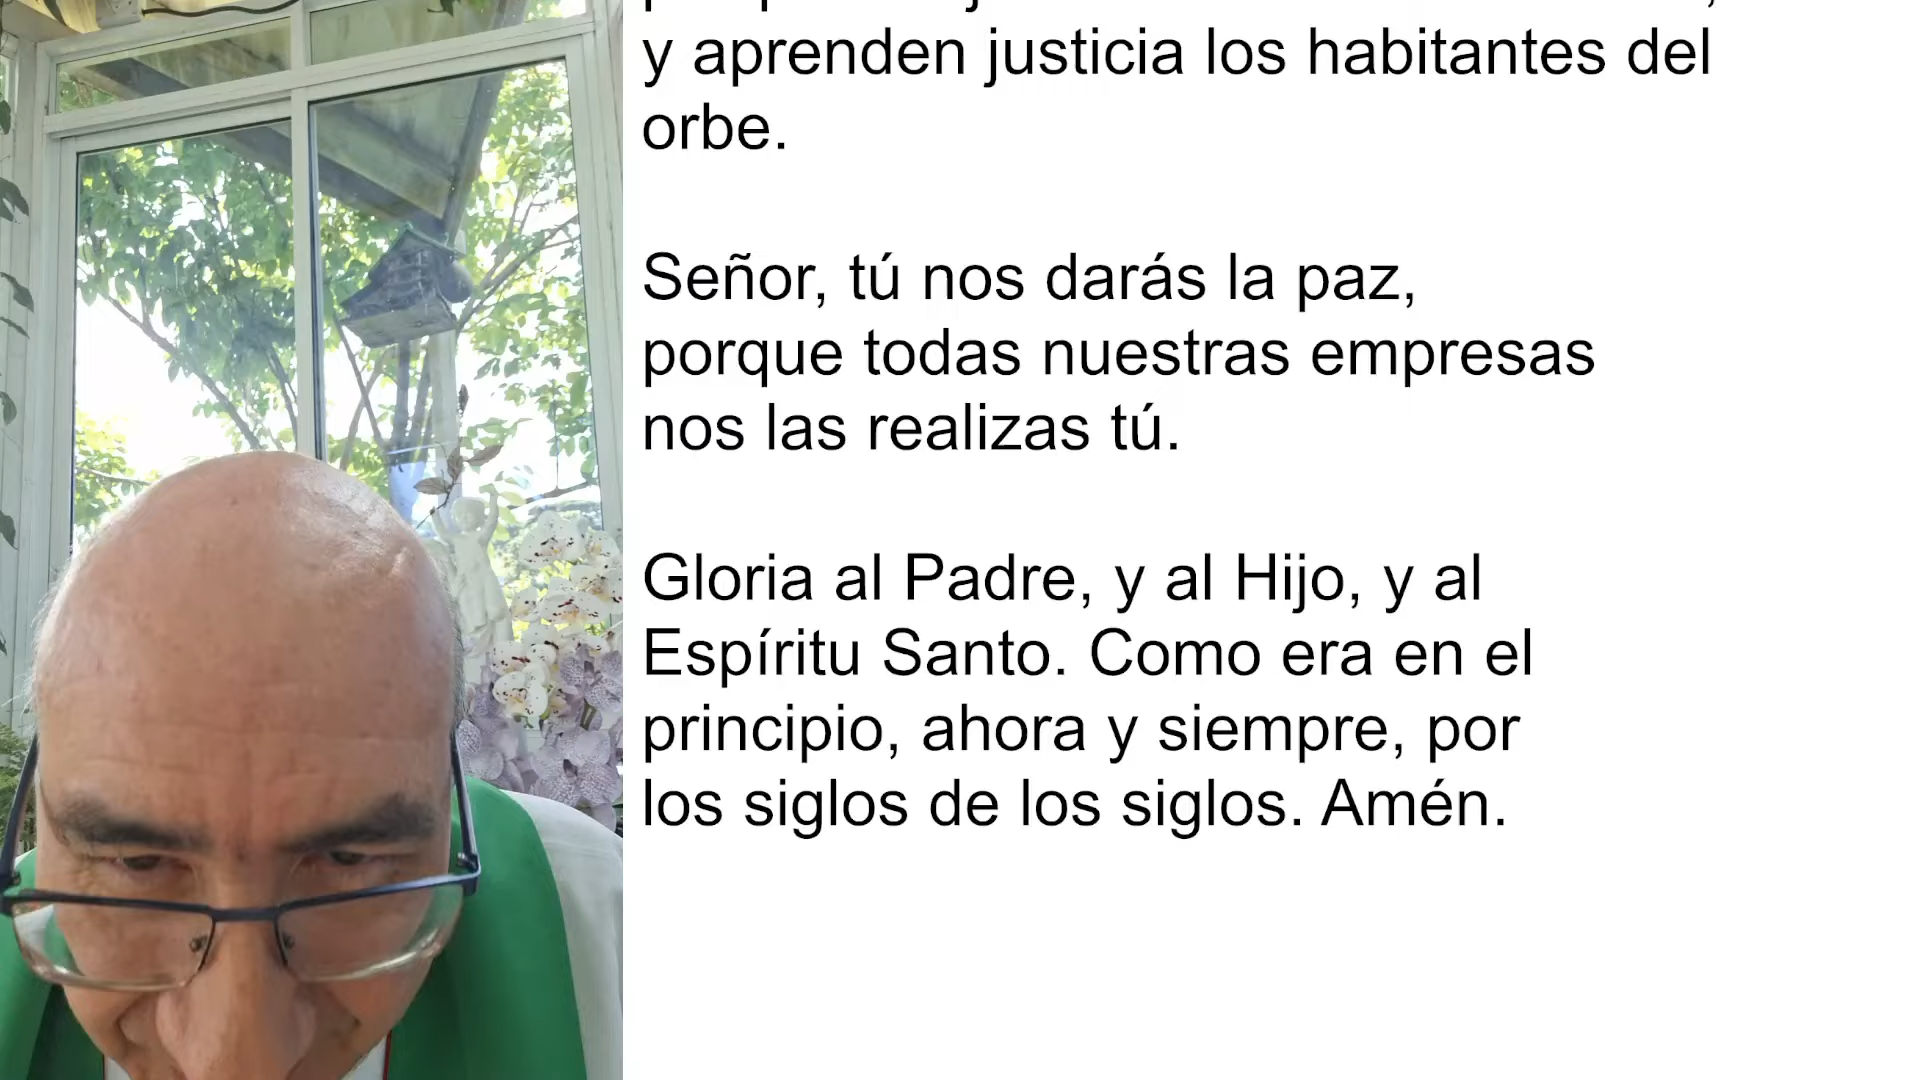 y aprenden justicia los habitantes del
orbe.
Señor, tú nos darás la paz,
porque todas nuestras empresas
nos las realizas tú.
Gloria al Padre, y al Hijo, y al
Espíritu Santo. Como era en el
principio, ahora y siempre, por
los siglos de los siglos. Amén.